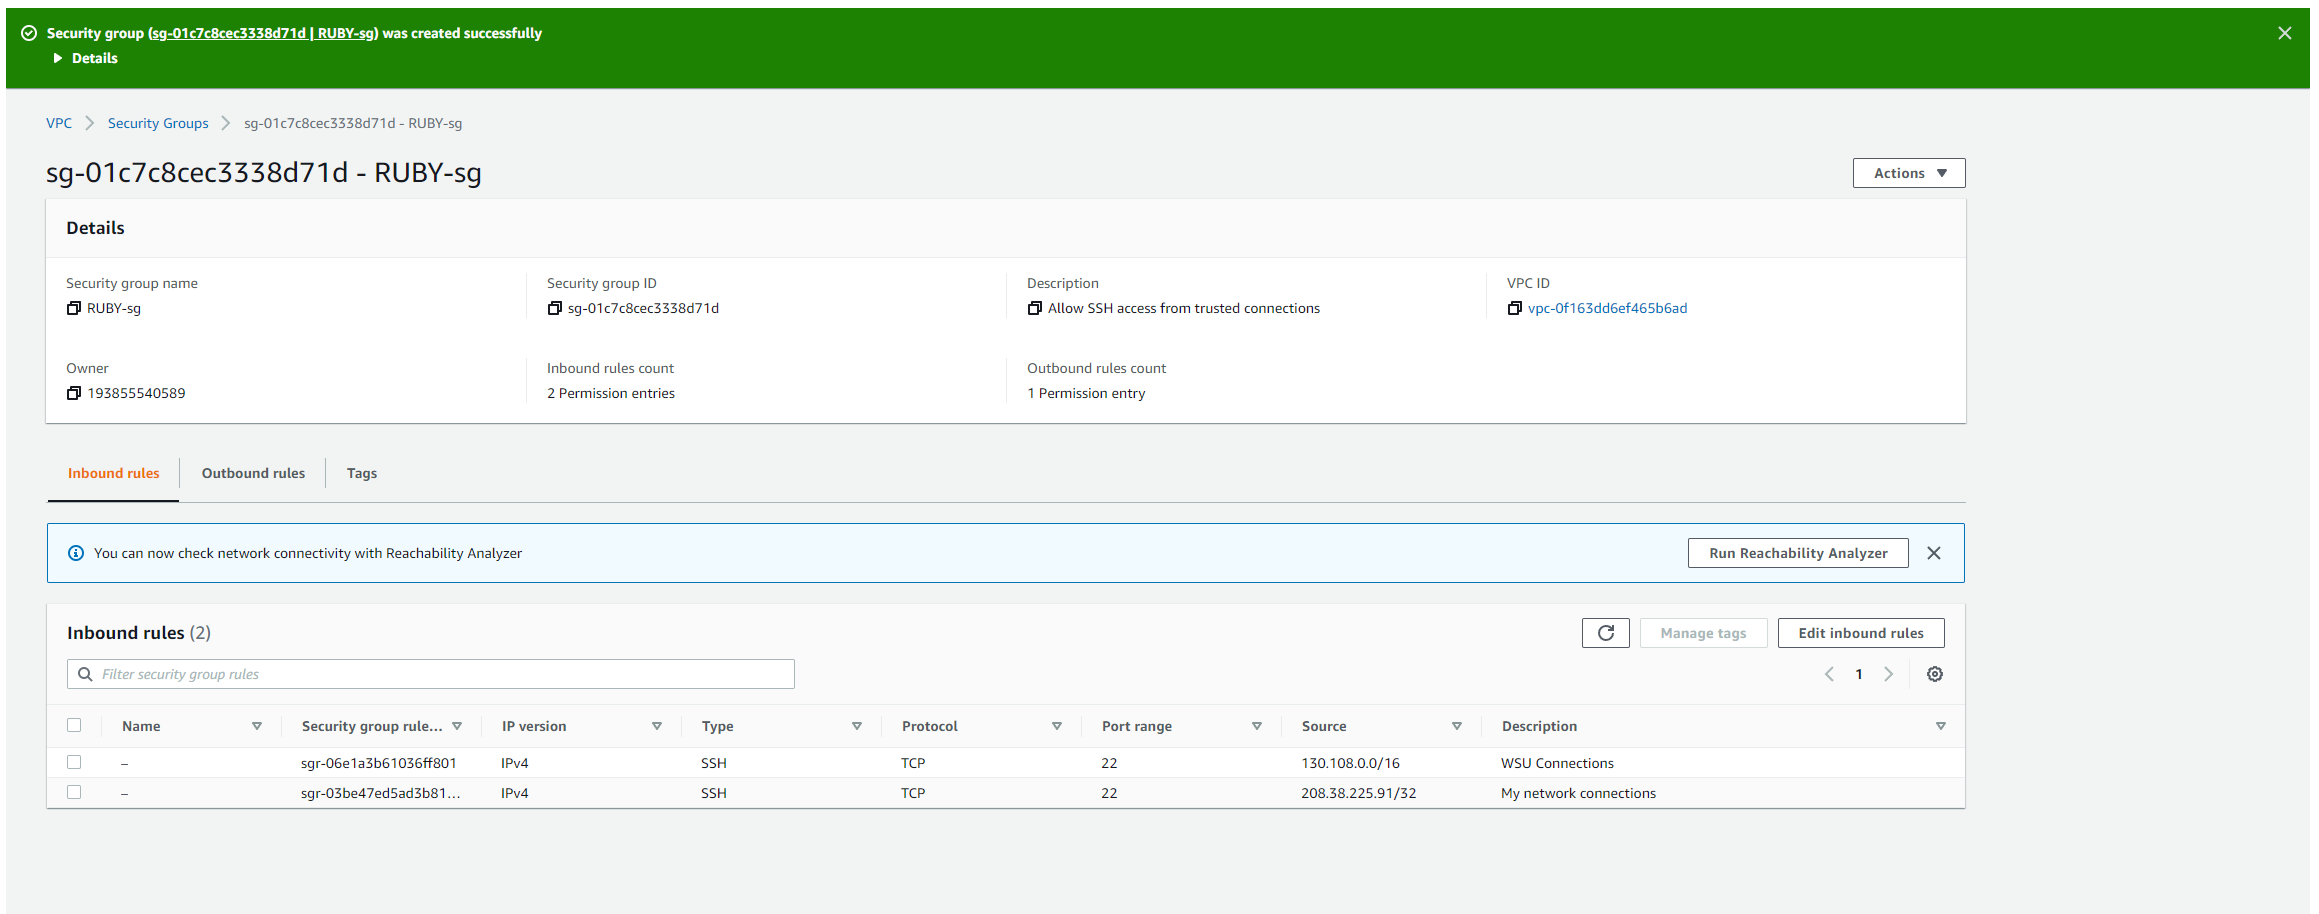 Security group (sg-01c7c8cec3338d71d | RUBY-sg) was created successfully
Details
VPC
Security Groups
sg-01c7c8cec3338d71d - RUBY-sg
sg-01c7c8cec3338d71d - RUBY-sg
Actions
Details
Security group name
Security group ID
Description
VPC ID
RUBY-sg
sg-01c7c8cec3338d71d
Allow SSH access from trusted connections
vpc-0f163dd6ef465b6ad
Owner
Inbound rules count
Outbound rules count
193855540589
2 Permission entries
1 Permission entry
Inbound rules
Outbound rules
Tags
You can now check network connectivity with Reachability Analyzer
Run Reachability Analyzer
Inbound rules (2)
Manage tags
Edit inbound rules
Filter security group rules
1
Name Security group rule... IP version Type Protocol Port range Source Description
– sgr-06e1a3b61036ff801 IPv4 SSH TCP 22 130.108.0.0/16 WSU Connections
– sgr-03be47ed5ad3b81... IPv4 SSH TCP 22 208.38.225.91/32 My network connections